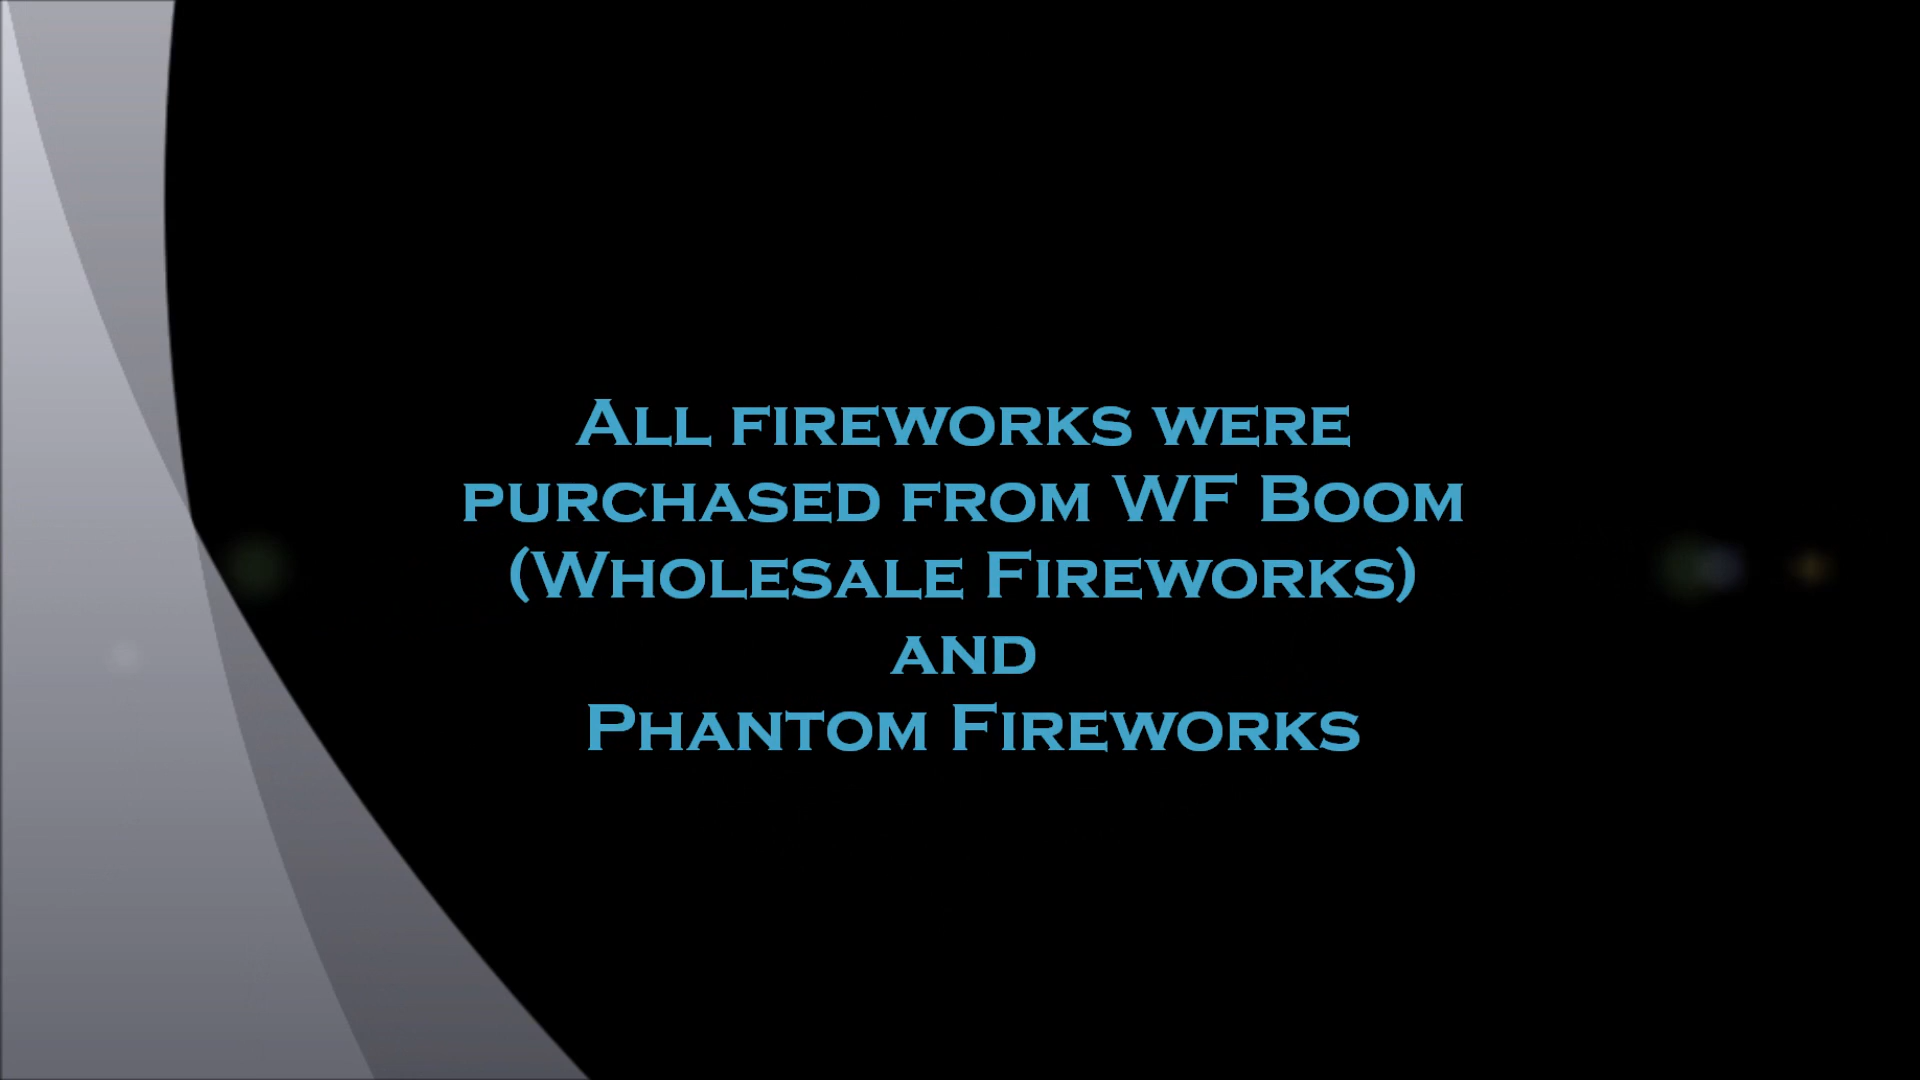 All fireworks were
purchased from WF Boom
(Wholesale Fireworks)
and
Phantom Fireworks